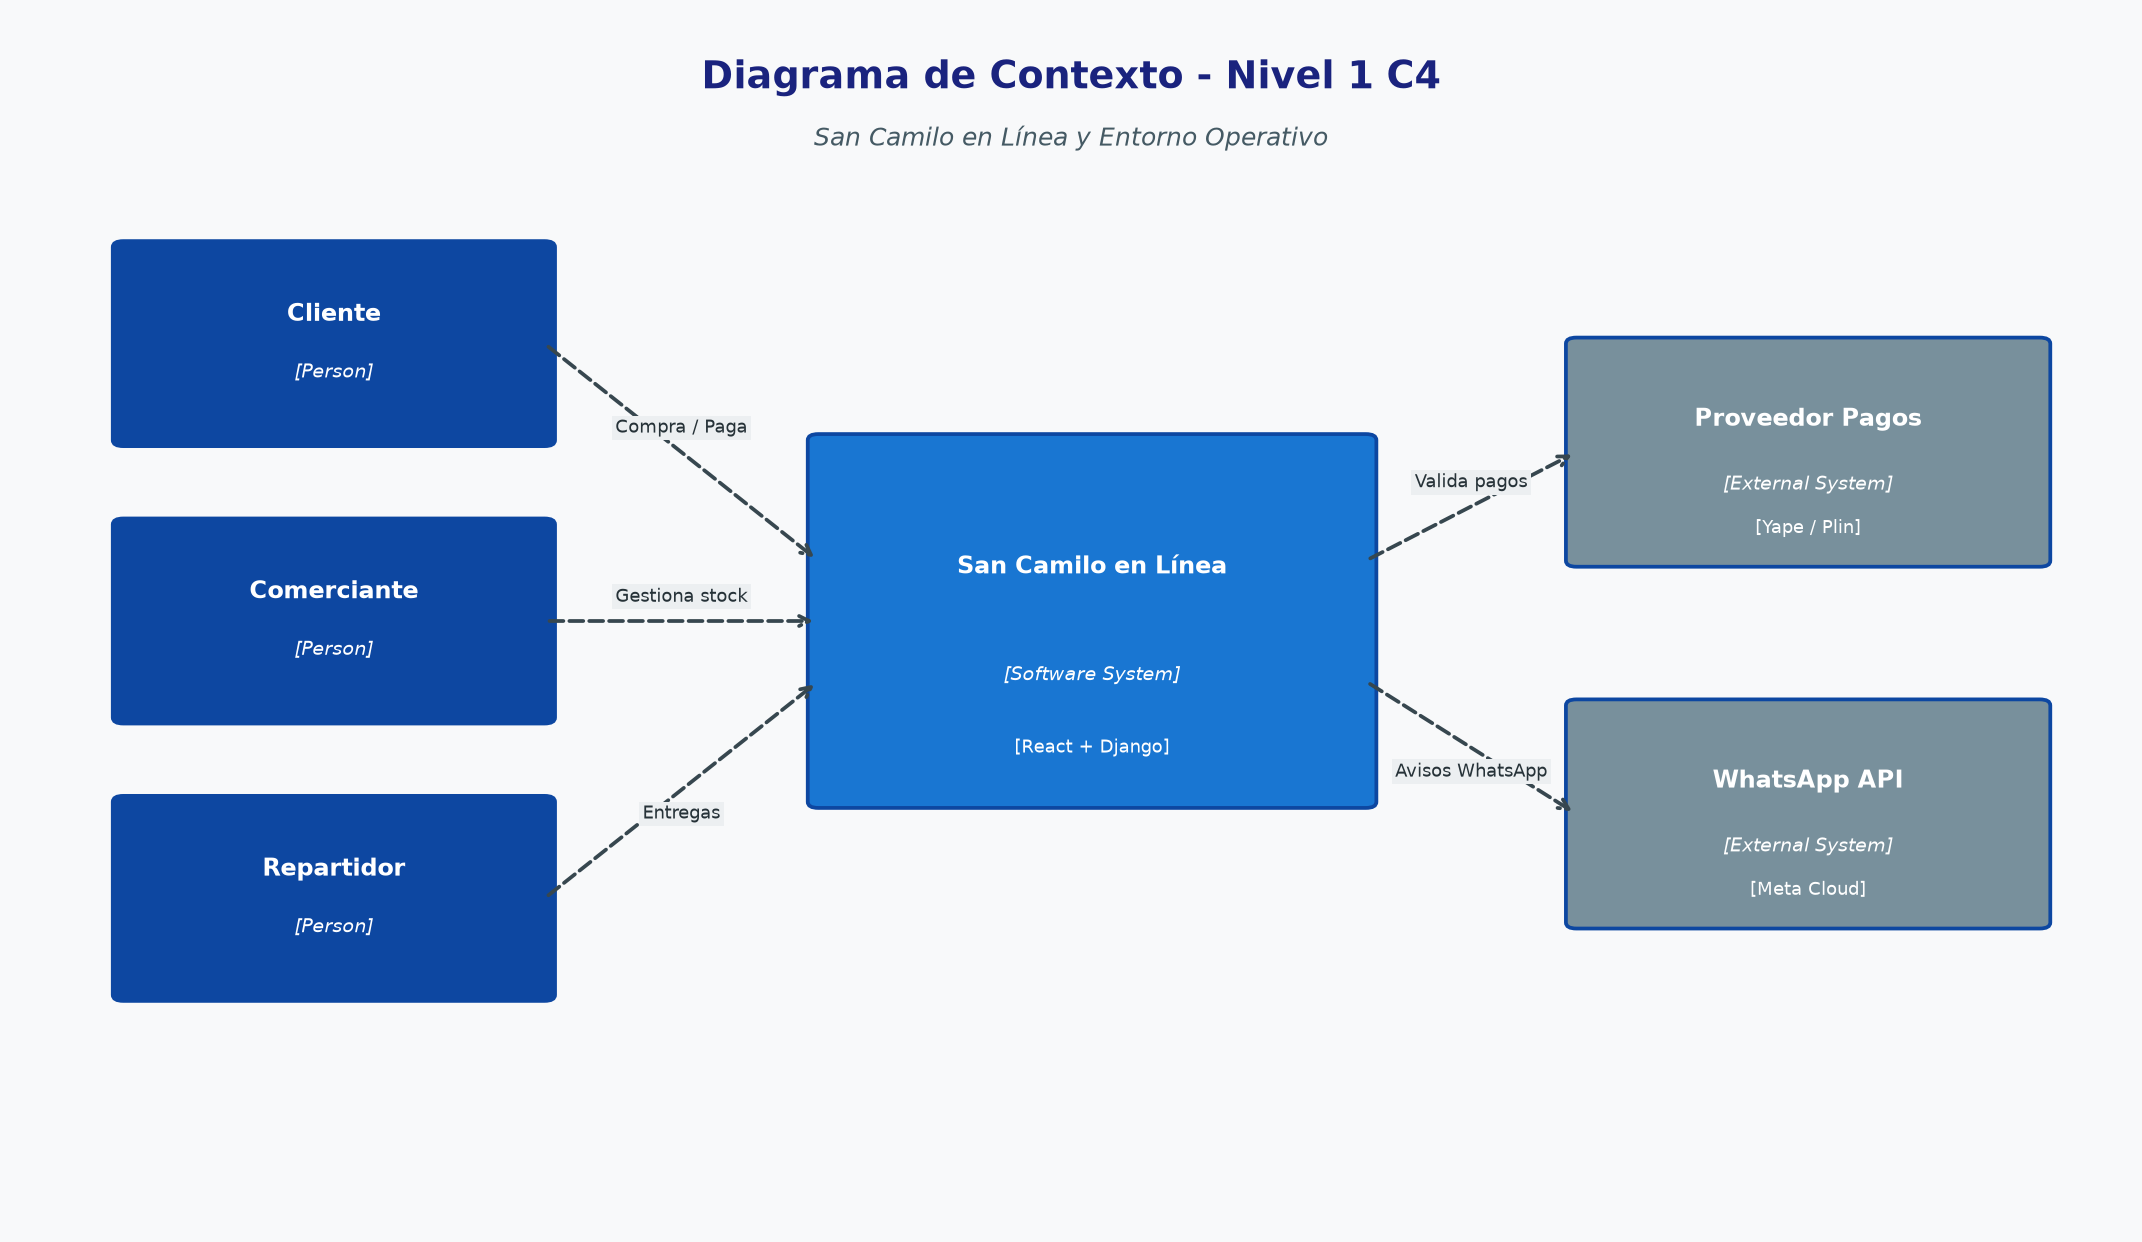 Diagrama de Contexto - Nivel 1 C4
San Camilo en Línea y Entorno Operativo
Cliente
[Person]
Compra / Paga
Comerciante
[Person]
Gestiona stock
Repartidor
[Person]
Entregas
San Camilo en Línea
[Software System]
[React + Django]
Valida pagos
Proveedor Pagos
[External System]
[Yape / Plin]
Avisos WhatsApp
WhatsApp API
[External System]
[Meta Cloud]